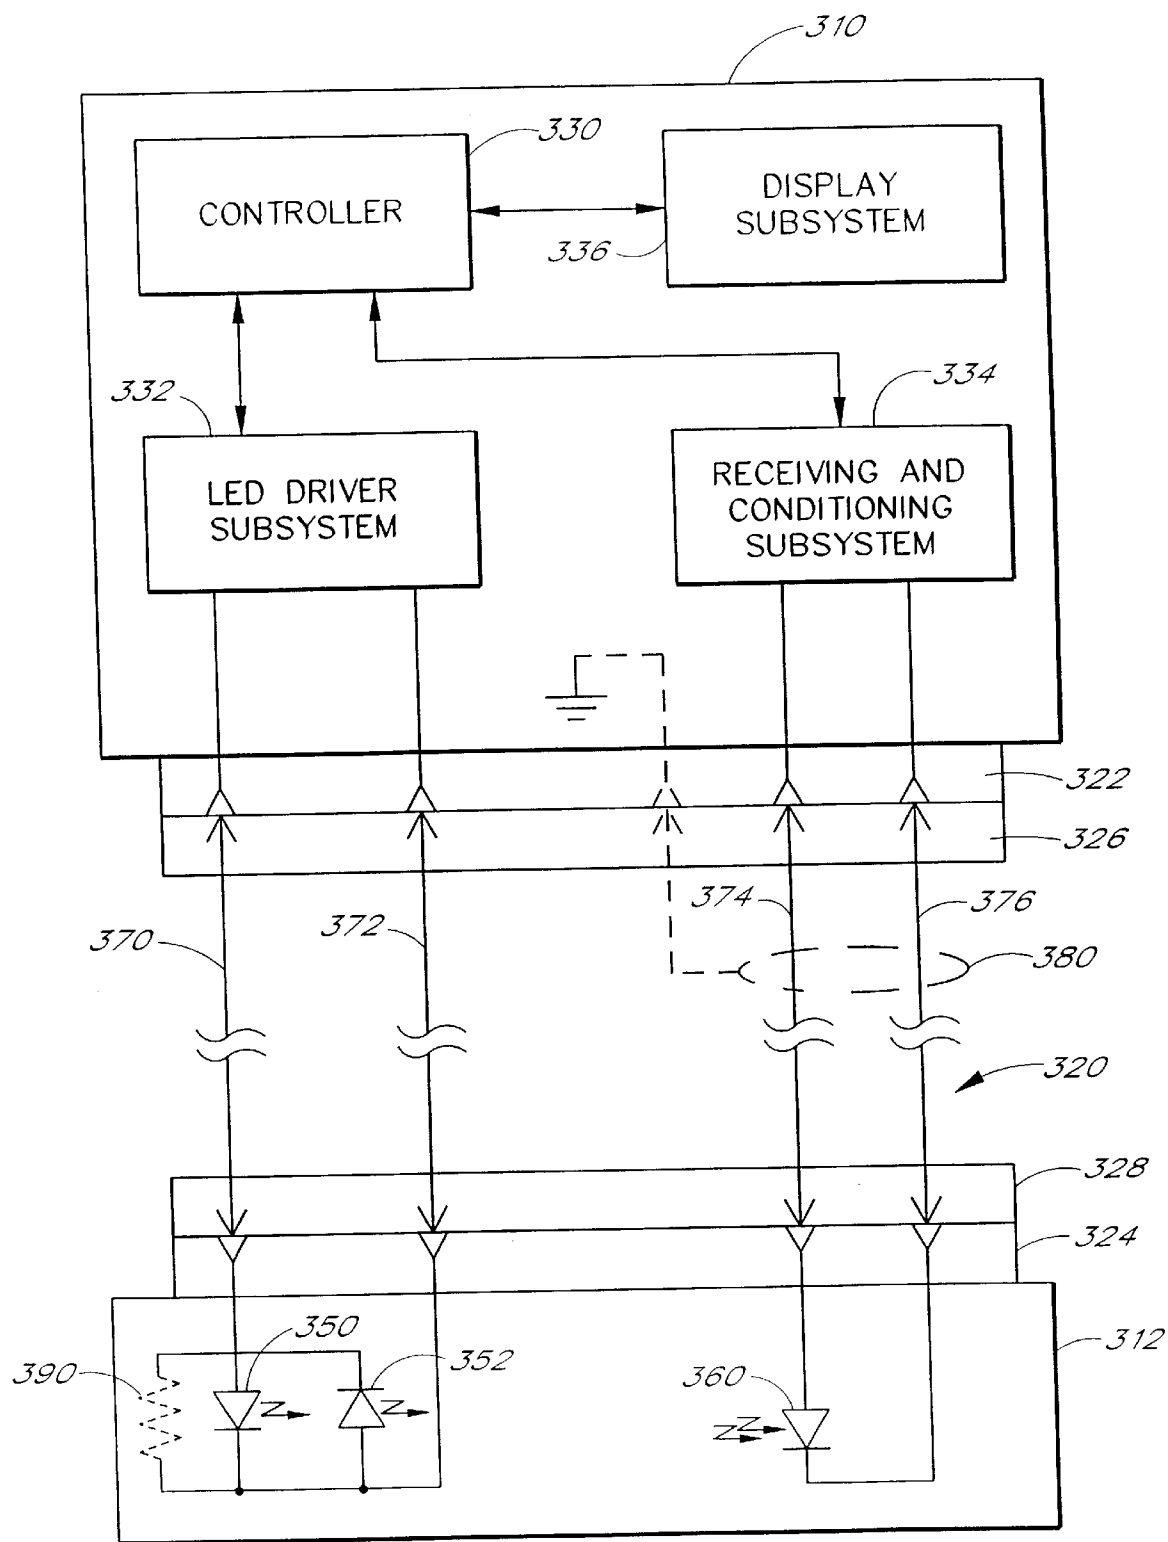 310
330
CONTROLLER
DISPLAY
SUBSYSTEM
336
332
334
LED DRIVER
SUBSYSTEM
RECEIVING AND
CONDITIONING
SUBSYSTEM
322
326
370
372
374
376
380
320
328
324
312
390
350
352
360